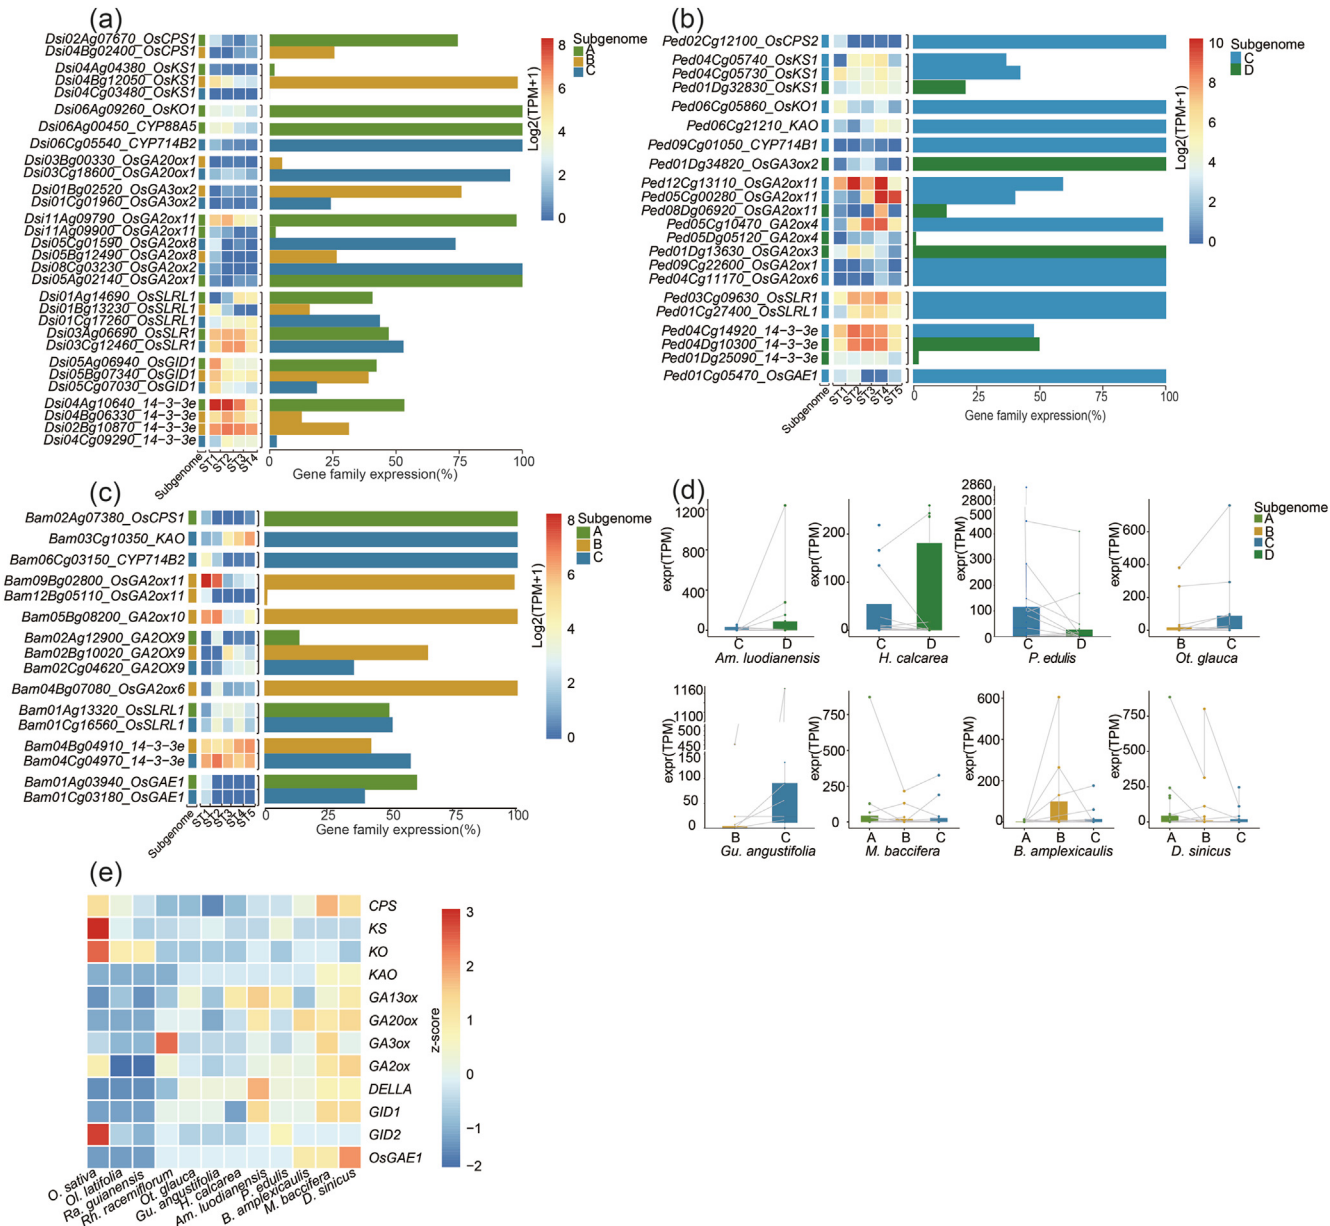 (a)
Dsi02Ag07670_OsCPS1
Dsi04Bg02400_OsCPS1
Dsi04Ag04380_OsKS1
Dsi04Bg12050_OsKS1
Dsi04Cg03480_OsKS1
Dsi06Ag09260_OsKO1
Dsi06Ag00450_CYP88A5
Dsi06Cg05540_CYP714B2
Dsi03Bg00330_OsGA20ox1
Dsi03Cg18600_OsGA20ox1
Dsi01Bg02520_OsGA3ox2
Dsi01Cg01960_OsGA3ox2
Dsi11Ag09790_OsGA2ox11
Dsi11Ag09900_OsGA2ox11
Dsi05Cg01590_OsGA2ox8
Dsi05Bg12490_OsGA2ox8
Dsi08Cg03230_OsGA2ox2
Dsi05Ag02140_OsGA2ox1
Dsi01Ag14690_OsSLRL1
Dsi01Bg13230_OsSLRL1
Dsi01Cg17260_OsSLRL1
Dsi03Ag06690_OsSLR1
Dsi03Cg12460_OsSLR1
Dsi05Ag06940_OsGID1
Dsi05Bg07340_OsGID1
Dsi05Cg07030_OsGID1
Dsi04Ag10640_14-3-3e
Dsi04Bg06330_14-3-3e
Dsi02Bg10870_14-3-3e
Dsi04Cg09290_14-3-3e
Subgenome
ST1
ST2
ST3
ST4
0 25 50 75 100
Gene family expression(%)
8
6
4
2
0
Log2(TPM+1)
Subgenome
A
B
C
(b)
Ped02Cg12100_OsCPS2
Ped04Cg05740_OsKS1
Ped04Cg05730_OsKS1
Ped01Dg32830_OsKS1
Ped06Cg05860_OsKO1
Ped06Cg21210_KAO
Ped09Cg01050_CYP714B1
Ped01Dg34820_OsGA3ox2
Ped12Cg13110_OsGA2ox11
Ped05Cg00280_OsGA2ox11
Ped08Dg06920_OsGA2ox11
Ped05Cg10470_GA2ox4
Ped05Dg05120_GA2ox4
Ped01Dg13630_OsGA2ox3
Ped09Cg22600_OsGA2ox1
Ped04Cg11170_OsGA2ox6
Ped03Cg09630_OsSLR1
Ped01Cg27400_OsSLRL1
Ped04Cg14920_14-3-3e
Ped04Dg10300_14-3-3e
Ped01Dg25090_14-3-3e
Ped01Cg05470_OsGAE1
Subgenome
ST1
ST2
ST3
ST4
ST5
0 25 50 75 100
Gene family expression(%)
10
8
6
4
2
0
Log2(TPM+1)
Subgenome
C
D
(c)
Bam02Ag07380_OsCPS1
Bam03Cg10350_KAO
Bam06Cg03150_CYP714B2
Bam09Bg02800_OsGA2ox11
Bam12Bg05110_OsGA2ox11
Bam05Bg08200_GA2ox10
Bam02Ag12900_GA2OX9
Bam02Bg10020_GA2OX9
Bam02Cg04620_GA2OX9
Bam04Bg07080_OsGA2ox6
Bam01Ag13320_OsSLRL1
Bam01Cg16560_OsSLRL1
Bam04Bg04910_14-3-3e
Bam04Cg04970_14-3-3e
Bam01Ag03940_OsGAE1
Bam01Cg03180_OsGAE1
Subgenome
ST1
ST2
ST3
ST4
ST5
0 25 50 75 100
Gene family expression(%)
8
6
4
2
0
Log2(TPM+1)
Subgenome
A
B
C
(d)
expr(TPM)
1200
800
400
0
C D
Am. luodianensis
expr(TPM)
200
100
0
C D
H. calcarea
expr(TPM)
2860
2800
500
400
300
200
100
0
C D
P. edulis
expr(TPM)
600
400
200
0
B C
Ot. glauca
Subgenome
A
B
C
D
expr(TPM)
1160
1100
500
450
150
100
50
0
B C
Gu. angustifolia
expr(TPM)
750
500
250
0
A B C
M. baccifera
expr(TPM)
600
400
200
0
A B C
B. amplexicaulis
expr(TPM)
750
500
250
0
A B C
D. sinicus
(e)
CPS
KS
KO
KAO
GA13ox
GA20ox
GA3ox
GA2ox
DELLA
GID1
GID2
OsGAE1
O. sativa
Ol. latifolia
Ra. guianensis
Rh. racemiflorum
Ot. glauca
Gu. angustifolia
H. calcarea
Am. luodianensis
P. edulis
B. amplexicaulis
M. baccifera
D. sinicus
z-score
3
2
1
0
−1
−2